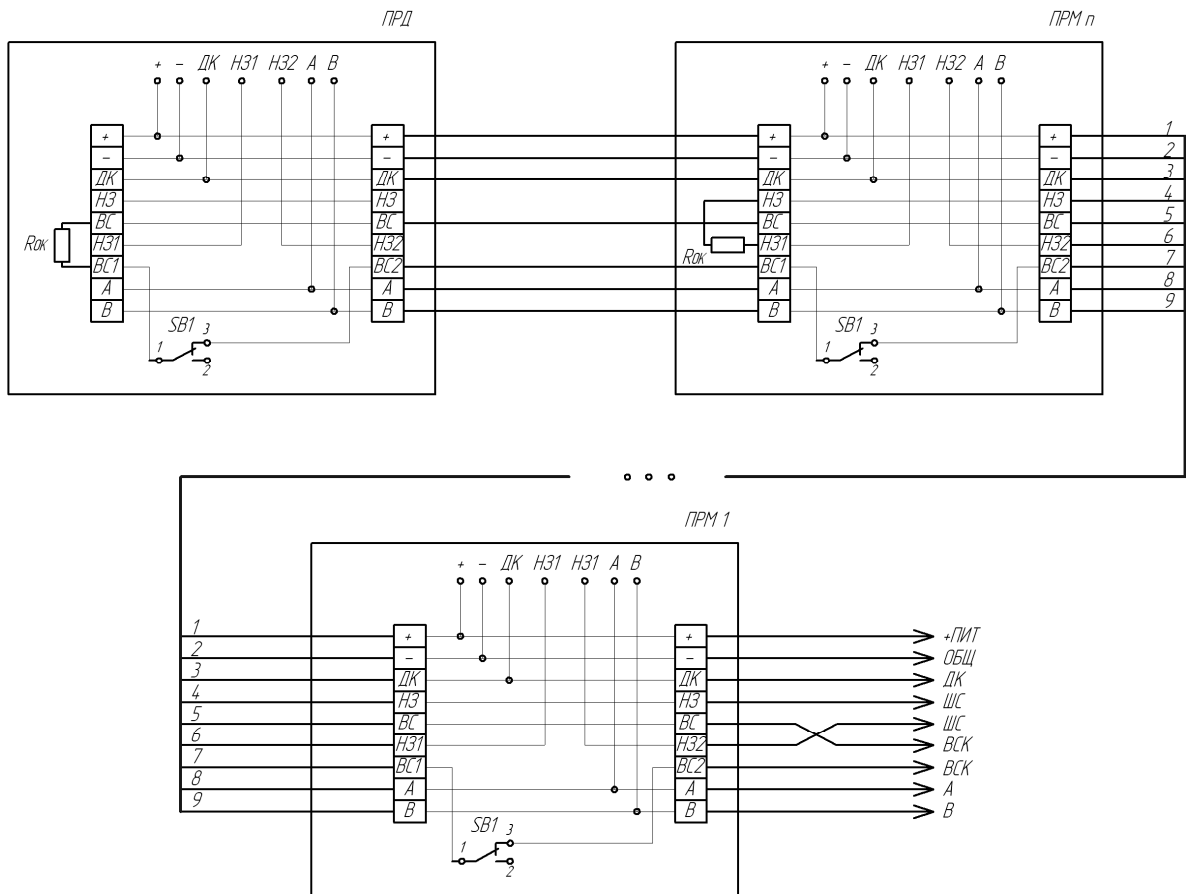 ПРД
ПРМ n
+ − ДК НЗ1 НЗ2 А В
+ − ДК НЗ1 НЗ2 А В
+ + + + 1
− − − − 2
ДК ДК ДК ДК 3
НЗ НЗ НЗ НЗ 4
ВС ВС ВС ВС 5
Rок НЗ1 НЗ2 Rок НЗ1 НЗ2 6
ВС1 ВС2 ВС1 ВС2 7
А А А А 8
В В В В 9
SB1 3 SB1 3
1 1
2 2
ПРМ 1
+ − ДК НЗ1 НЗ1 А В
1 + + +ПИТ
2 − − ОБЩ
3 ДК ДК ДК
4 НЗ НЗ ШС
5 ВС ВС ШС
6 НЗ1 НЗ2 ВСК
7 ВС1 ВС2 ВСК
8 А А А
9 В В В
SB1 3
1
2